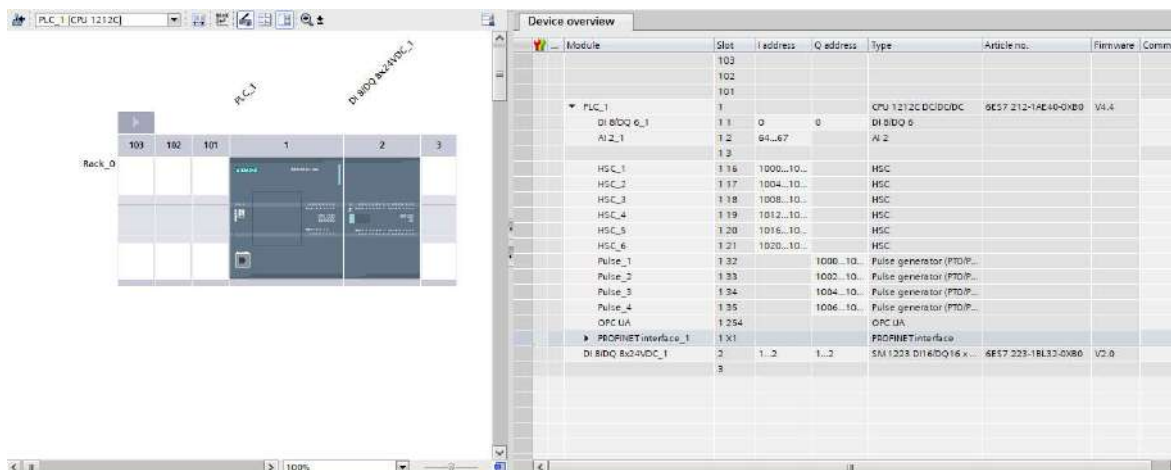 PLC_1 [CPU 1212C]
PLC_1
DI 8/DQ 8x24VDC_1
103 102 101 1 2 3
Rack_0
SIEMENS
100%
Device overview
Module Slot I address Q address Type Article no. Firmware Comm
103
102
101
PLC_1 1 CPU 1212C DC/DC/DC 6ES7 212-1AE40-0XB0 V4.4
DI 8/DQ 6_1 1 1 0 0 DI 8/DQ 6
AI 2_1 1 2 64...67 AI 2
1 3
HSC_1 1 16 1000...10... HSC
HSC_2 1 17 1004...10... HSC
HSC_3 1 18 1008...10... HSC
HSC_4 1 19 1012...10... HSC
HSC_5 1 20 1016...10... HSC
HSC_6 1 21 1020...10... HSC
Pulse_1 1 32 1000...10... Pulse generator (PTO/P...
Pulse_2 1 33 1002...10... Pulse generator (PTO/P...
Pulse_3 1 34 1004...10... Pulse generator (PTO/P...
Pulse_4 1 35 1006...10... Pulse generator (PTO/P...
OPC UA 1 254 OPC UA
PROFINET interface_1 1 X1 PROFINET interface
DI 8/DQ 8x24VDC_1 2 1...2 1...2 SM 1223 DI16/DQ16 x ... 6ES7 223-1BL32-0XB0 V2.0
3